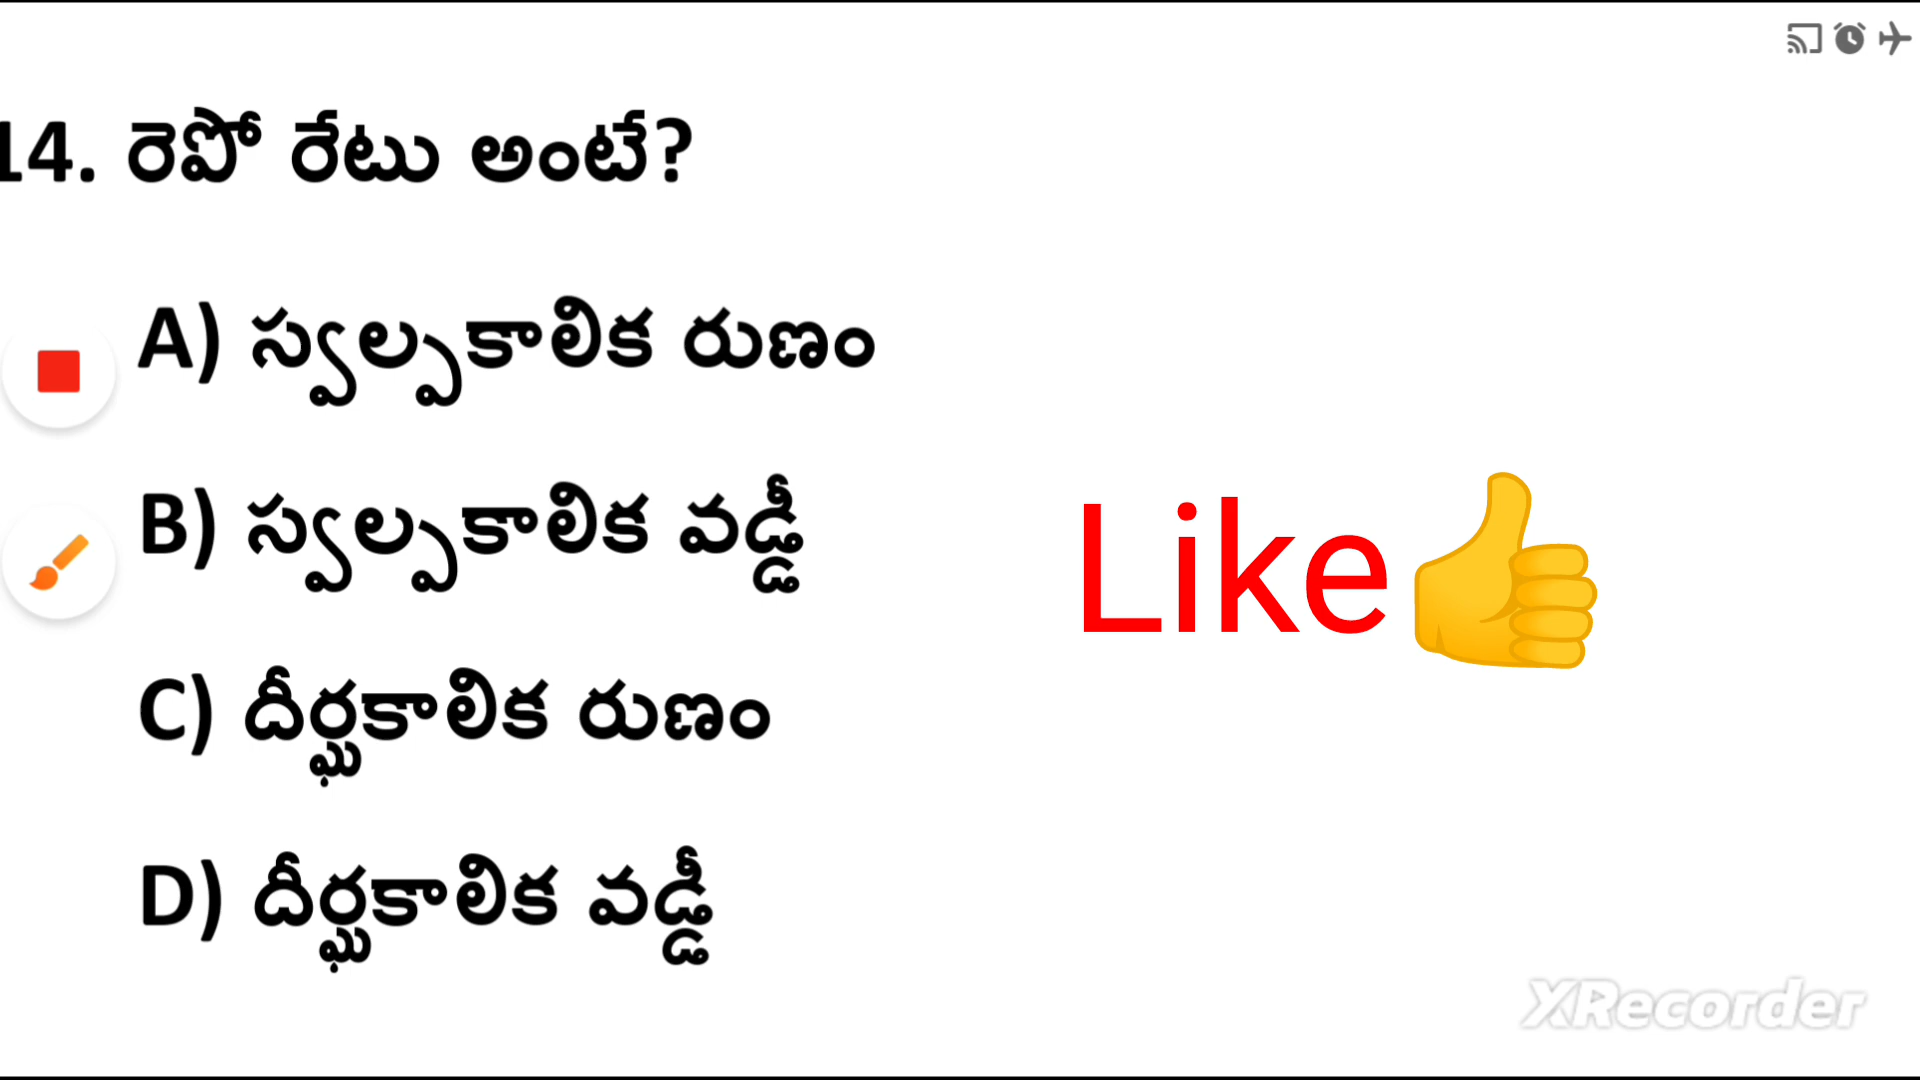 14. రెపో రేటు అంటే?
A) స్వల్పకాలిక రుణం
B) స్వల్పకాలిక వడ్డీ
C) దీర్ఘకాలిక రుణం
D) దీర్ఘకాలిక వడ్డీ
Like👍
XRecorder